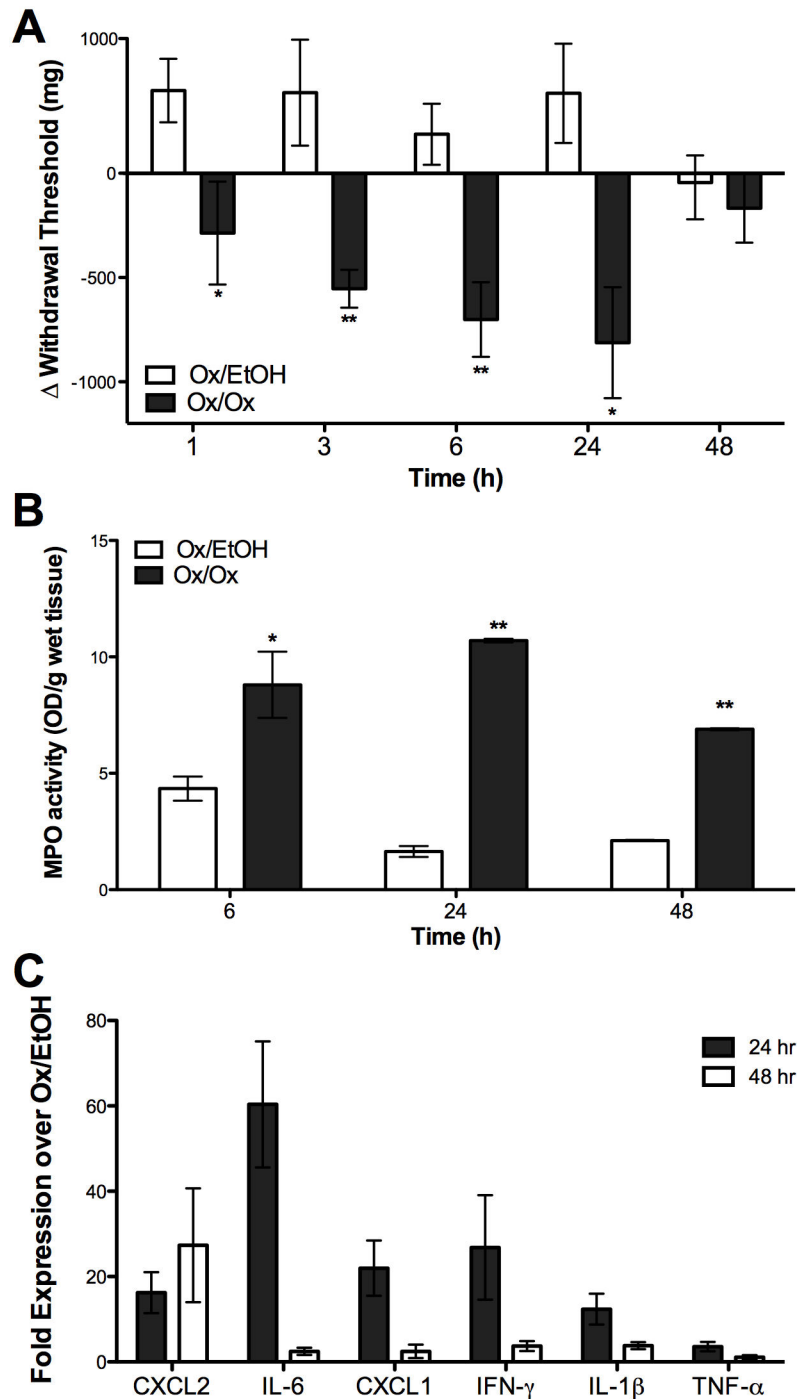 A
Δ Withdrawal Threshold (mg)
1000
0
-500
-1000
*
**
**
*
Ox/EtOH
Ox/Ox
1 3 6 24 48
Time (h)
B
MPO activity (OD/g wet tissue)
15
10
5
0
Ox/EtOH
Ox/Ox
*
**
**
6 24 48
Time (h)
C
Fold Expression over Ox/EtOH
80
60
40
20
0
24 hr
48 hr
CXCL2 IL-6 CXCL1 IFN-γ IL-1β TNF-α